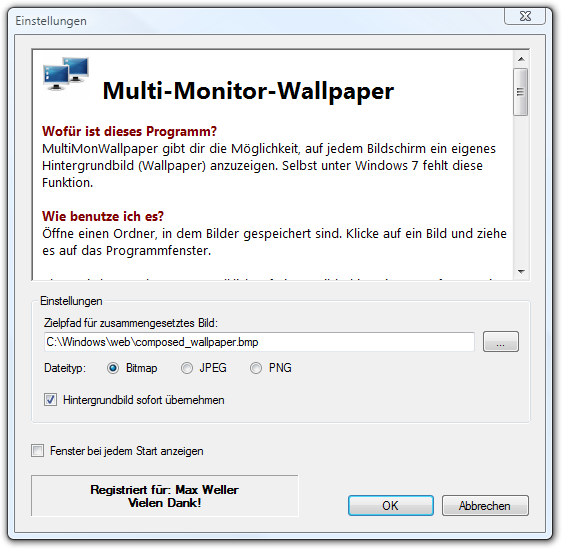 Einstellungen
Multi-Monitor-Wallpaper
Wofür ist dieses Programm?
MultiMonWallpaper gibt dir die Möglichkeit, auf jedem Bildschirm ein eigenes
Hintergrundbild (Wallpaper) anzuzeigen. Selbst unter Windows 7 fehlt diese
Funktion.
Wie benutze ich es?
Öffne einen Ordner, in dem Bilder gespeichert sind. Klicke auf ein Bild und ziehe
es auf das Programmfenster.
Einstellungen
Zielpfad für zusammengesetztes Bild:
C:\Windows\web\composed_wallpaper.bmp
...
Dateityp: Bitmap JPEG PNG
Hintergrundbild sofort übernehmen
Fenster bei jedem Start anzeigen
Registriert für: Max Weller
Vielen Dank!
OK Abbrechen